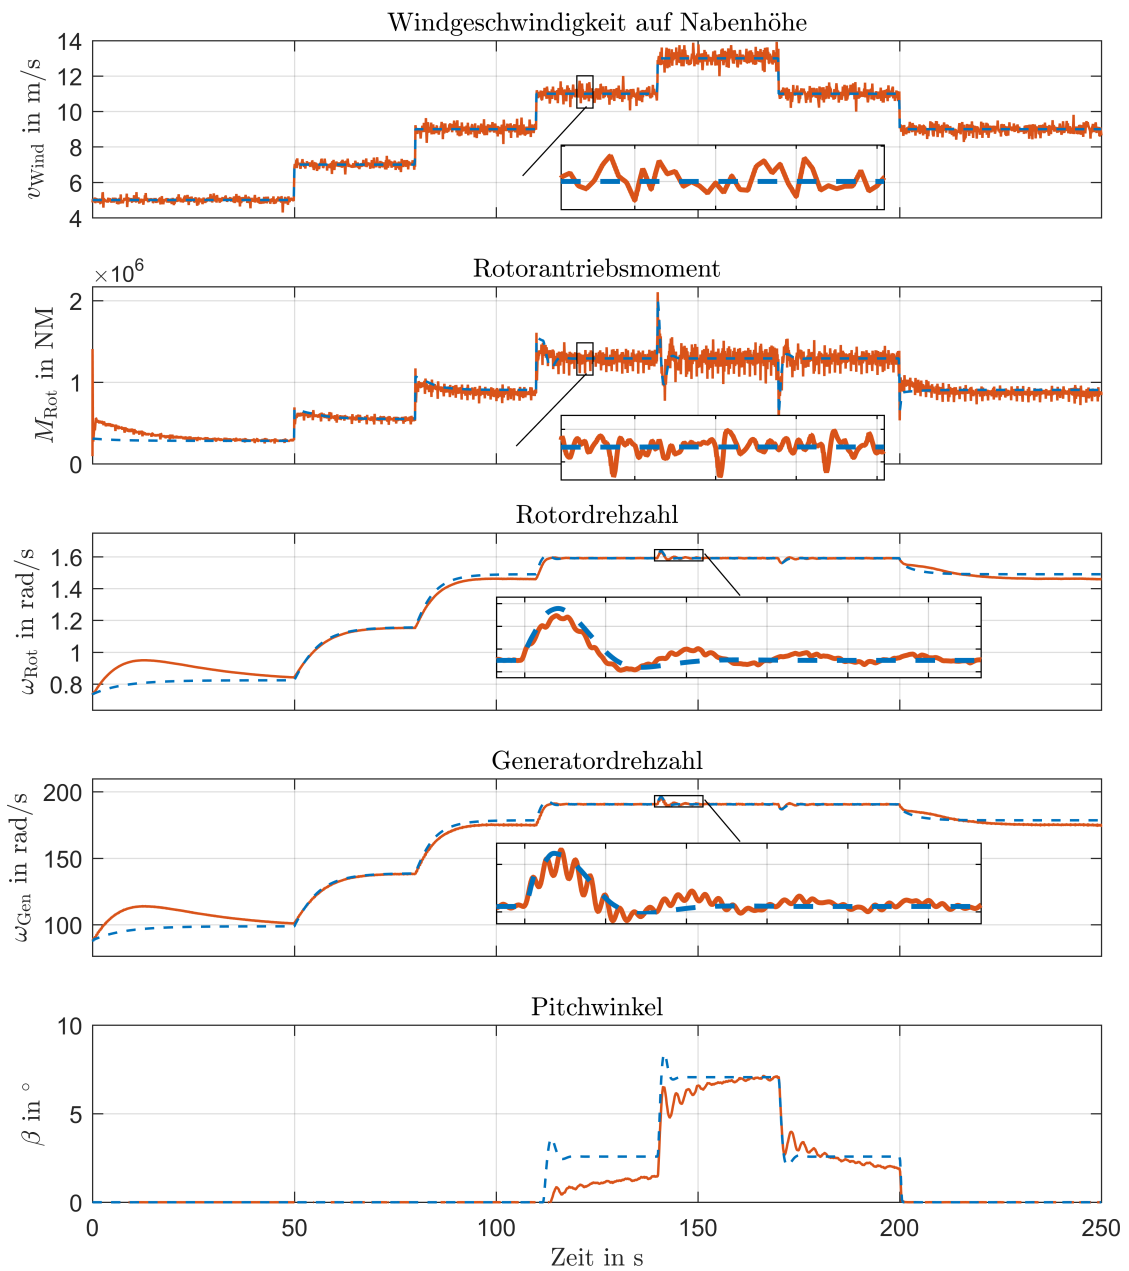 Windgeschwindigkeit auf Nabenhöhe
14
12
10
8
6
4
v_Wind in m/s
×10^6
Rotorantriebsmoment
2
1
0
M_Rot in NM
Rotordrehzahl
1.6
1.4
1.2
1
0.8
ω_Rot in rad/s
Generatordrehzahl
200
150
100
ω_Gen in rad/s
Pitchwinkel
10
5
0
β in °
0 50 100 150 200 250
Zeit in s